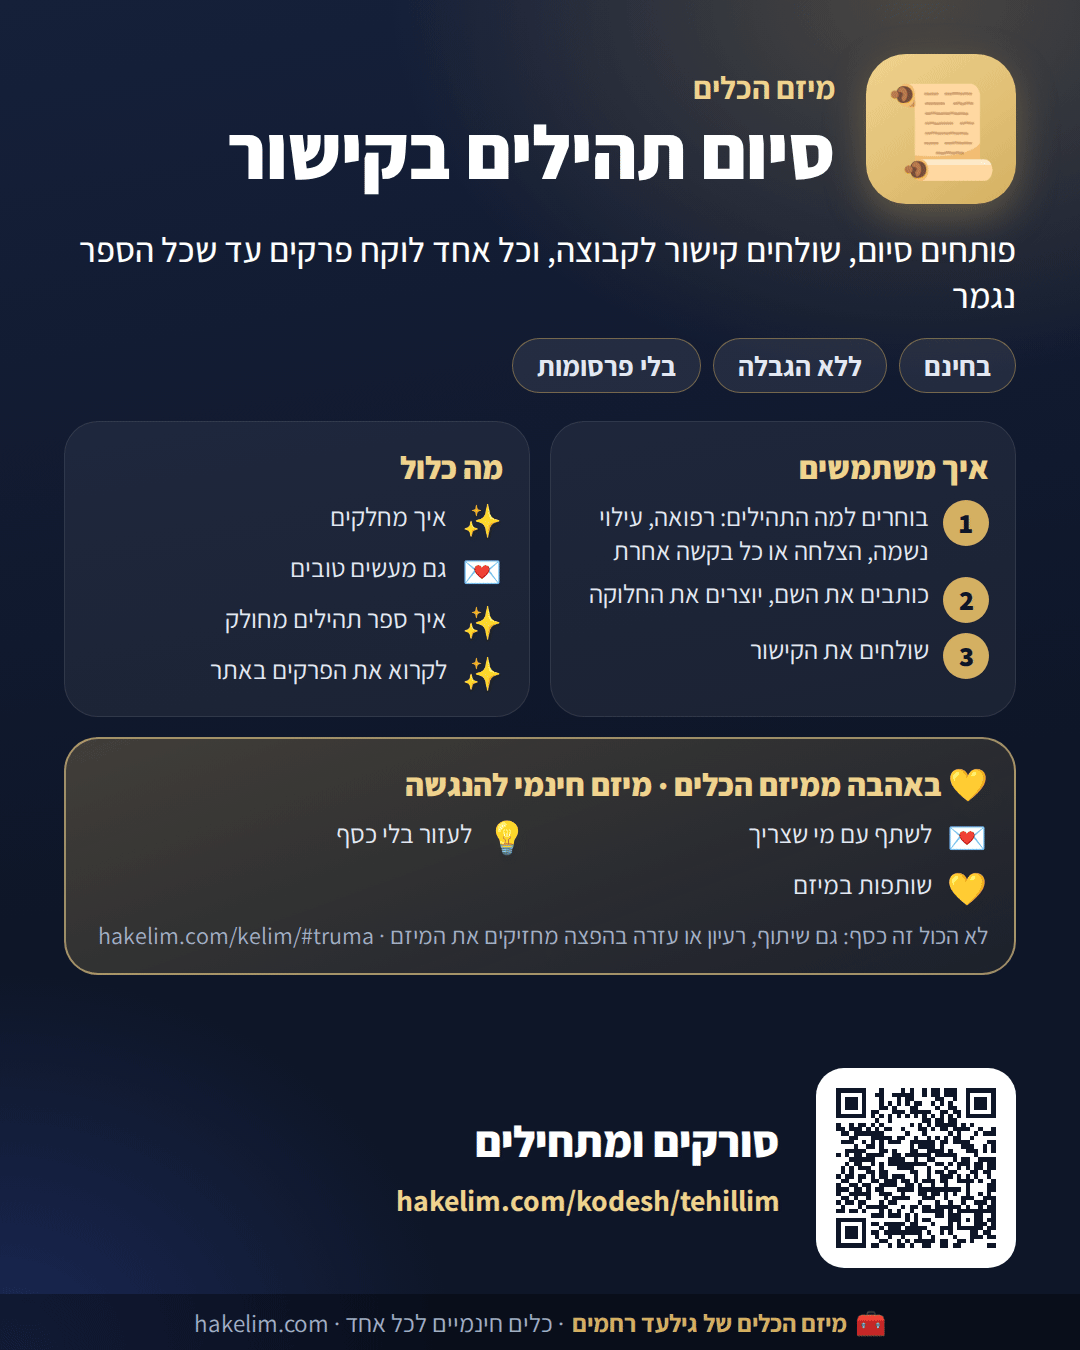 מיזם הכלים
סיום תהילים בקישור
פותחים סיום, שולחים קישור לקבוצה, וכל אחד לוקח פרקים עד שכל הספר
נגמר
בחינם
ללא הגבלה
בלי פרסומות
איך משתמשים
1 בוחרים למה התהילים: רפואה, עילוי
נשמה, הצלחה או כל בקשה אחרת
2 כותבים את השם, יוצרים את החלוקה
3 שולחים את הקישור
מה כלול
איך מחלקים
גם מעשים טובים
איך ספר תהילים מחולק
לקרוא את הפרקים באתר
באהבה ממיזם הכלים · מיזם חינמי להנגשה
לשתף עם מי שצריך
לעזור בלי כסף
שותפות במיזם
לא הכול זה כסף: גם שיתוף, רעיון או עזרה בהפצה מחזיקים את המיזם · hakelim.com/kelim/#truma
סורקים ומתחילים
hakelim.com/kodesh/tehillim
מיזם הכלים של גילעד רחמים · כלים חינמיים לכל אחד · hakelim.com